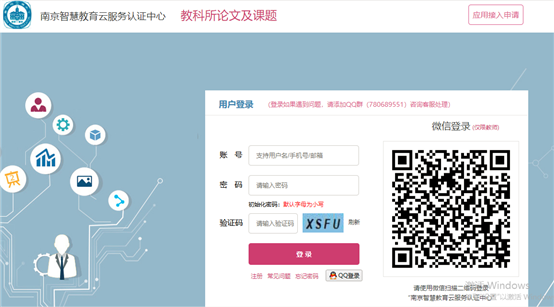 南京智慧教育云服务认证中心 教科所论文及课题 应用接入申请
用户登录 (登录如果遇到问题，请添加QQ群（780689551）咨询客服处理)
微信登录 (仅限教师)
账 号 支持用户名/手机号/邮箱
密 码 请输入密码
初始化密码：默认字母为小写
验证码 请输入验证码 XSFU 刷新
登 录
注册 常见问题 忘记密码 QQ登录
请使用微信扫描二维码登录
"南京智慧教育云服务认证中心"
激活 Windows